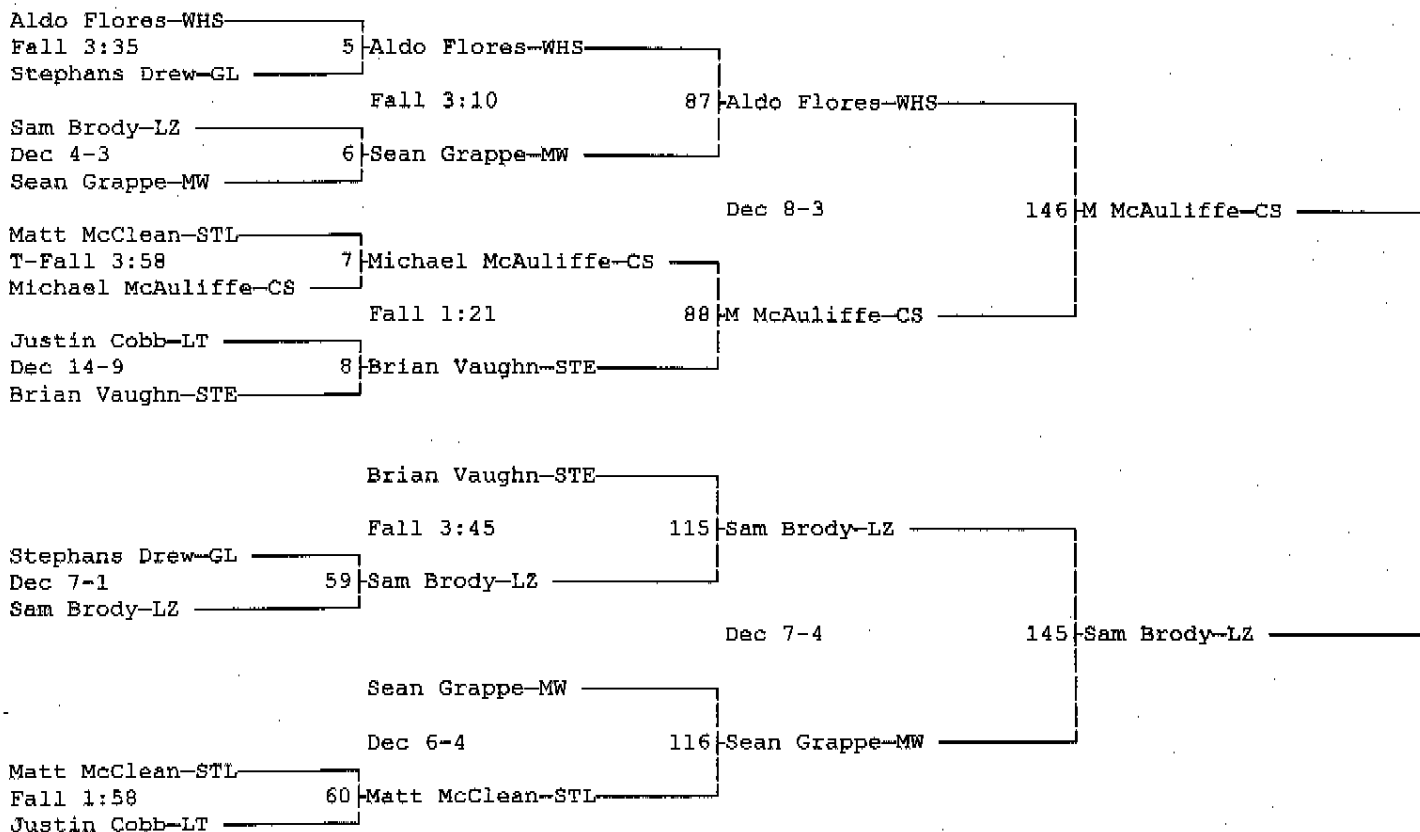 Aldo Flores—WHS
Fall 3:35 5 Aldo Flores—WHS
Stephans Drew—GL
Fall 3:10 87 Aldo Flores—WHS
Sam Brody—LZ
Dec 4-3 6 Sean Grappe—MW
Sean Grappe—MW
Dec 8-3 146 M McAuliffe—CS
Matt McClean—STL
T-Fall 3:58 7 Michael McAuliffe—CS
Michael McAuliffe—CS
Fall 1:21 88 M McAuliffe—CS
Justin Cobb—LT
Dec 14-9 8 Brian Vaughn—STE
Brian Vaughn—STE
Brian Vaughn—STE
Fall 3:45 115 Sam Brody—LZ
Stephans Drew—GL
Dec 7-1 59 Sam Brody—LZ
Sam Brody—LZ
Dec 7-4 145 Sam Brody—LZ
Sean Grappe—MW
Dec 6-4 116 Sean Grappe—MW
Matt McClean—STL
Fall 1:58 60 Matt McClean—STL
Justin Cobb—LT